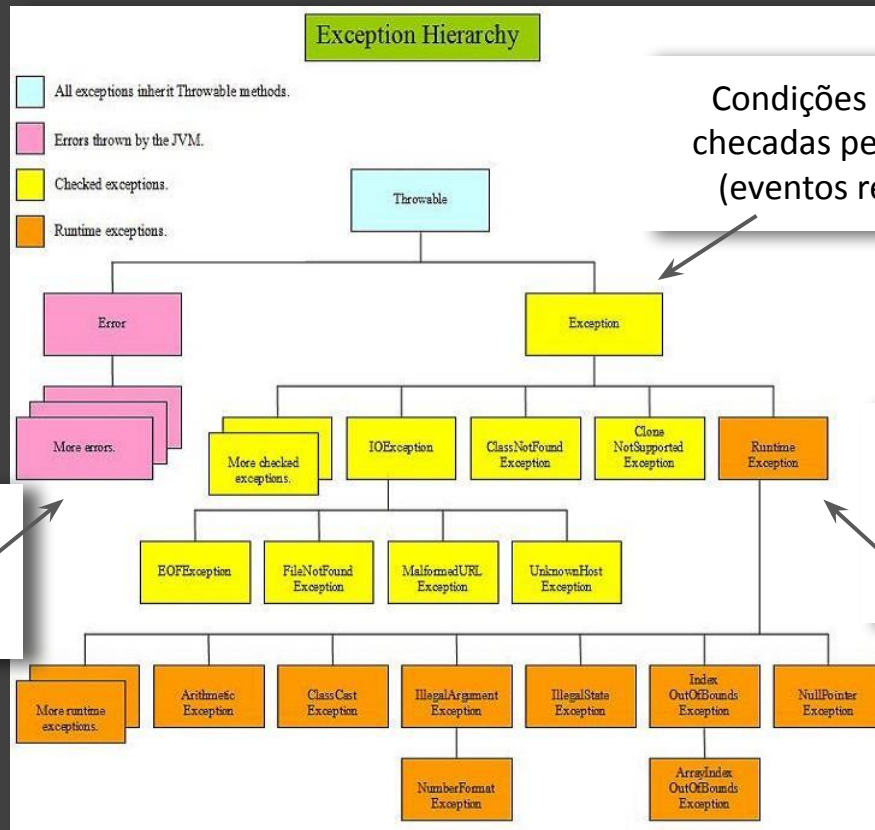 Exception Hierarchy
All exceptions inherit Throwable methods.
Errors thrown by the JVM.
Checked exceptions.
Runtime exceptions.
Condições
checadas
(eventos
Throwable
Error
Exception
More errors.
More checked
exceptions.
IOException
ClassNotFound
Exception
Clone
NotSupported
Exception
Runtime
Exception
EOFException
FileNotFound
Exception
MalformedURL
Exception
UnknownHost
Exception
More runtime
exceptions.
Arithmetic
Exception
ClassCast
Exception
IllegalArgument
Exception
IllegalState
Exception
Index
OutOfBounds
Exception
NullPointer
Exception
NumberFormat
Exception
ArrayIndex
OutOfBounds
Exception